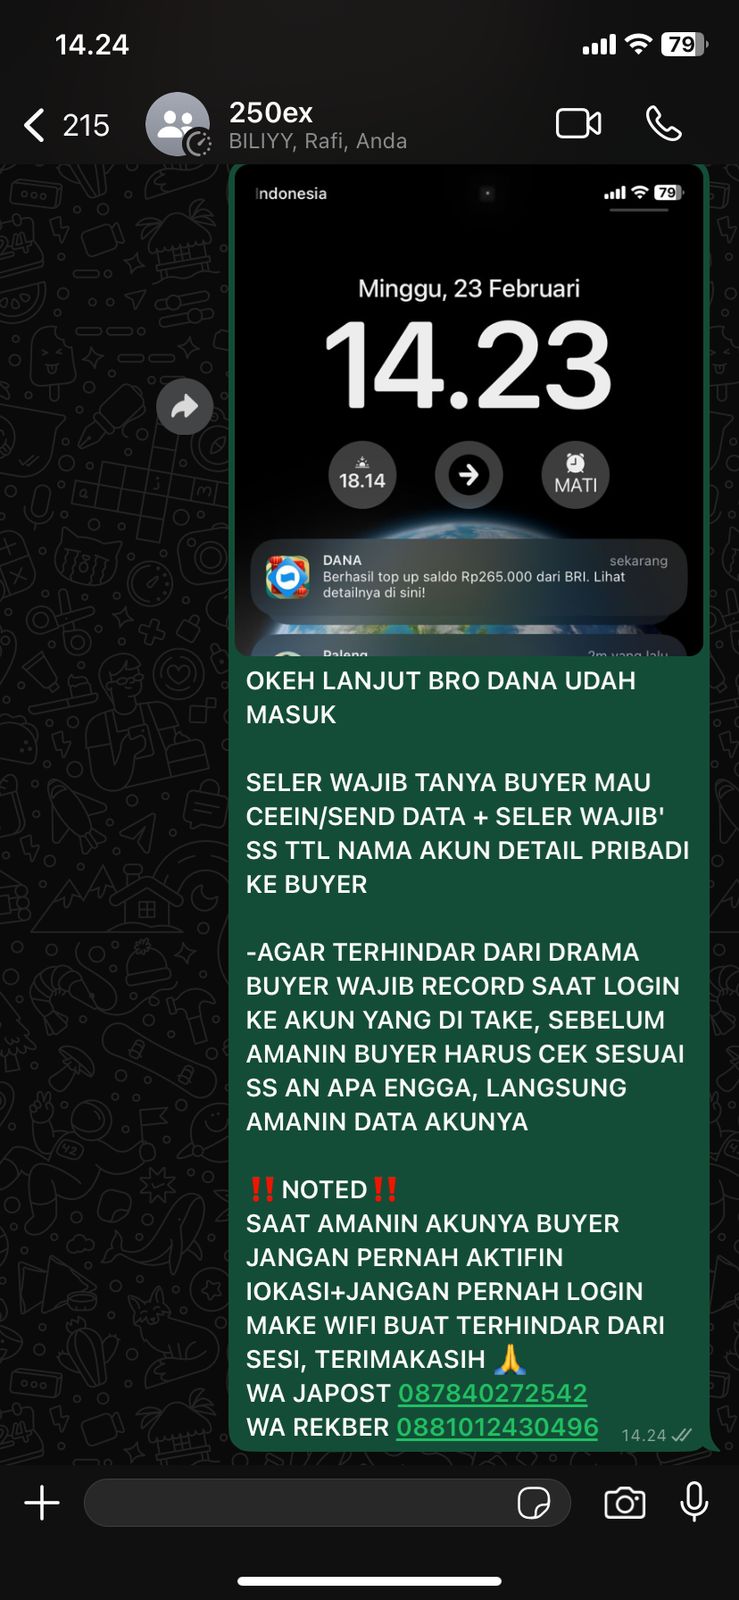 14.24
79
215
250ex
BILIYY, Rafi, Anda
Indonesia
79
Minggu, 23 Februari
14.23
18.14
MATI
DANA
sekarang
Berhasil top up saldo Rp265.000 dari BRI. Lihat
detailnya di sini!
Paleng
2m yang lalu
OKEH LANJUT BRO DANA UDAH
MASUK
SELER WAJIB TANYA BUYER MAU
CEEIN/SEND DATA + SELER WAJIB'
SS TTL NAMA AKUN DETAIL PRIBADI
KE BUYER
-AGAR TERHINDAR DARI DRAMA
BUYER WAJIB RECORD SAAT LOGIN
KE AKUN YANG DI TAKE, SEBELUM
AMANIN BUYER HARUS CEK SESUAI
SS AN APA ENGGA, LANGSUNG
AMANIN DATA AKUNYA
‼️NOTED‼️
SAAT AMANIN AKUNYA BUYER
JANGAN PERNAH AKTIFIN
lOKASI+JANGAN PERNAH LOGIN
MAKE WIFI BUAT TERHINDAR DARI
SESI, TERIMAKASIH 🙏
WA JAPOST 087840272542
WA REKBER 0881012430496
14.24